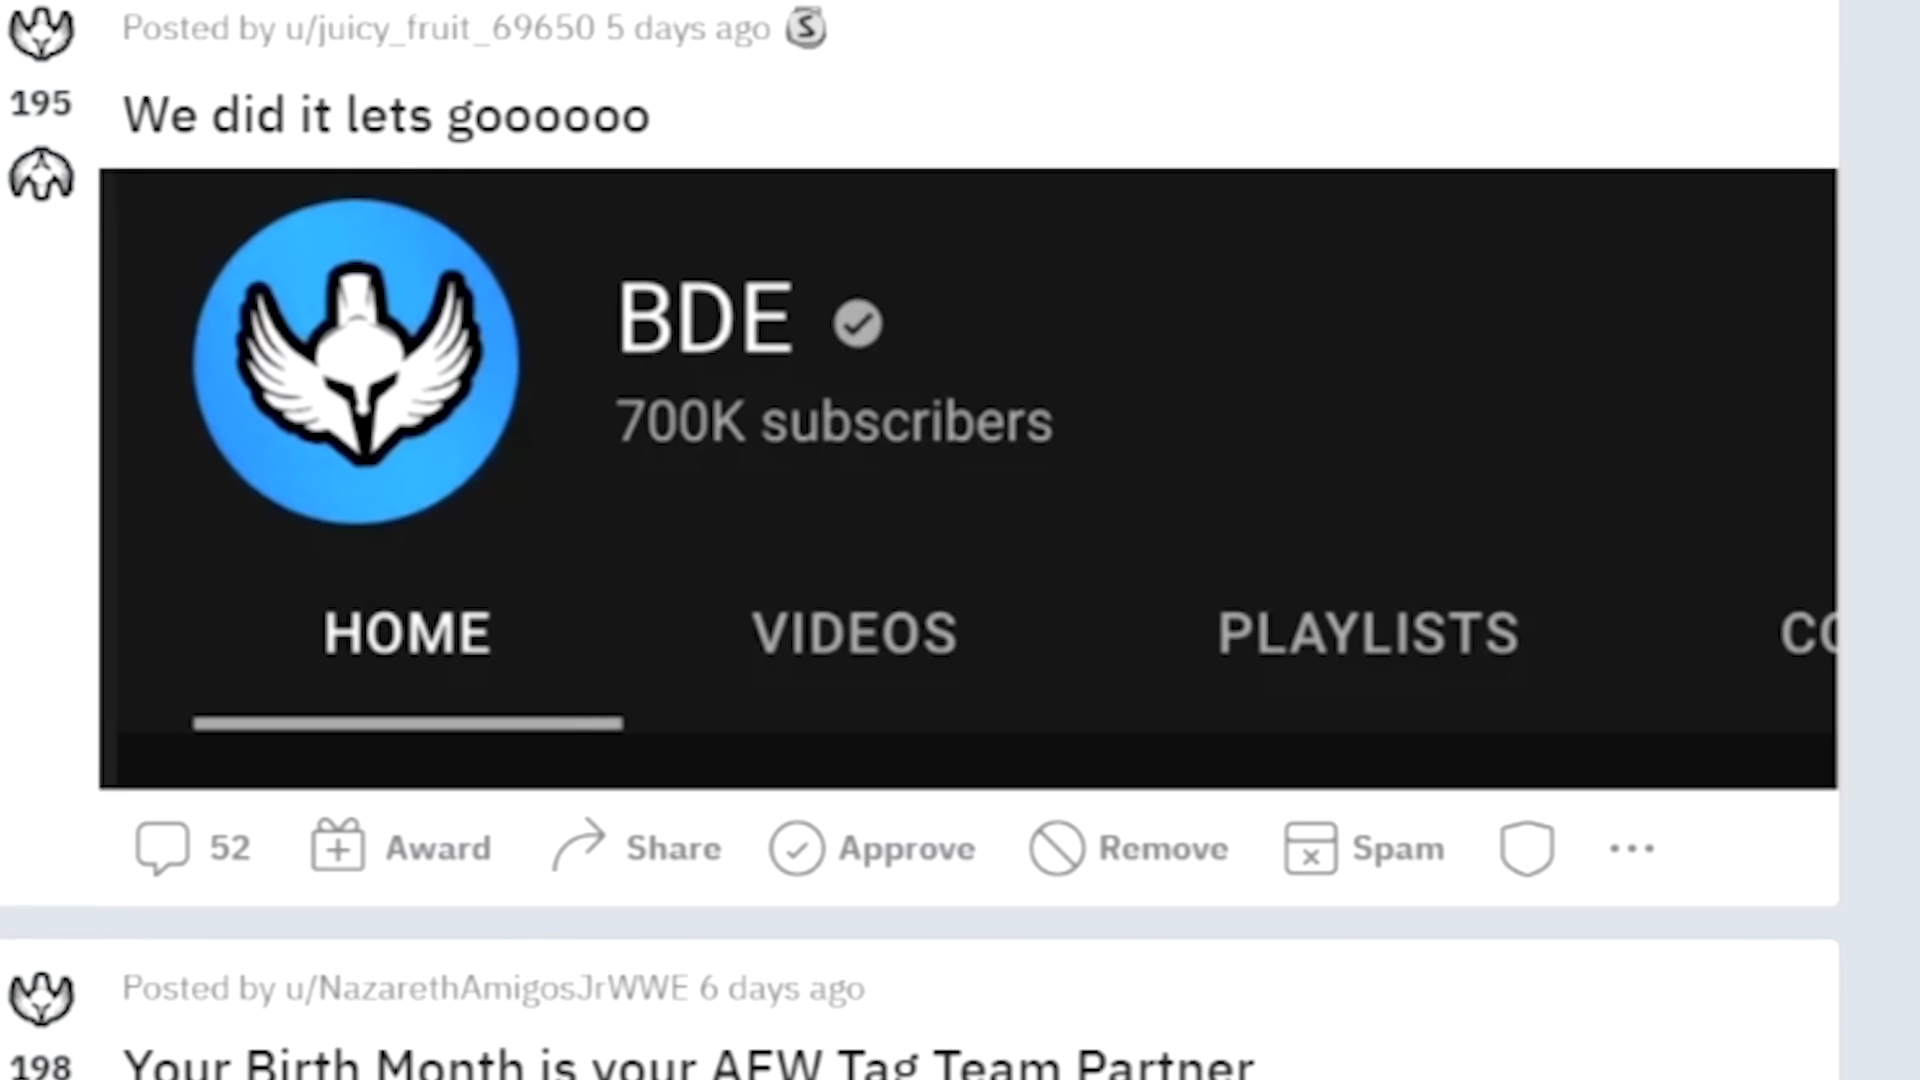 Posted by u/juicy_fruit_69650 5 days ago
195
We did it lets goooooo
BDE
700K subscribers
HOME VIDEOS PLAYLISTS CO
52 Award Share Approve Remove Spam
Posted by u/NazarethAmigosJrWWE 6 days ago
198
Your Birth Month is your AEW Tag Team Partner